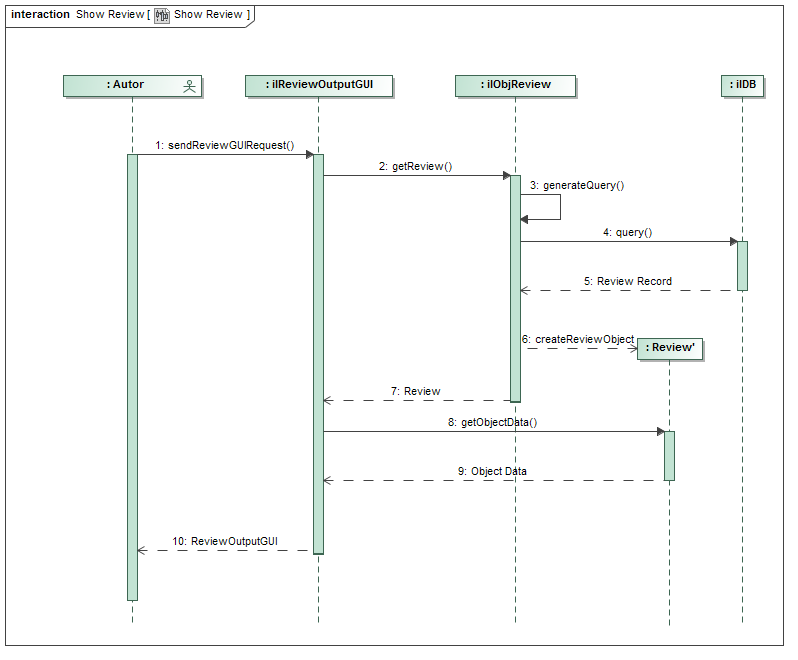 interaction Show Review [ Show Review ]
: Autor
: ilReviewOutputGUI
: ilObjReview
: ilDB
1: sendReviewGUIRequest()
2: getReview()
3: generateQuery()
4: query()
5: Review Record
6: createReviewObject
: Review'
7: Review
8: getObjectData()
9: Object Data
10: ReviewOutputGUI